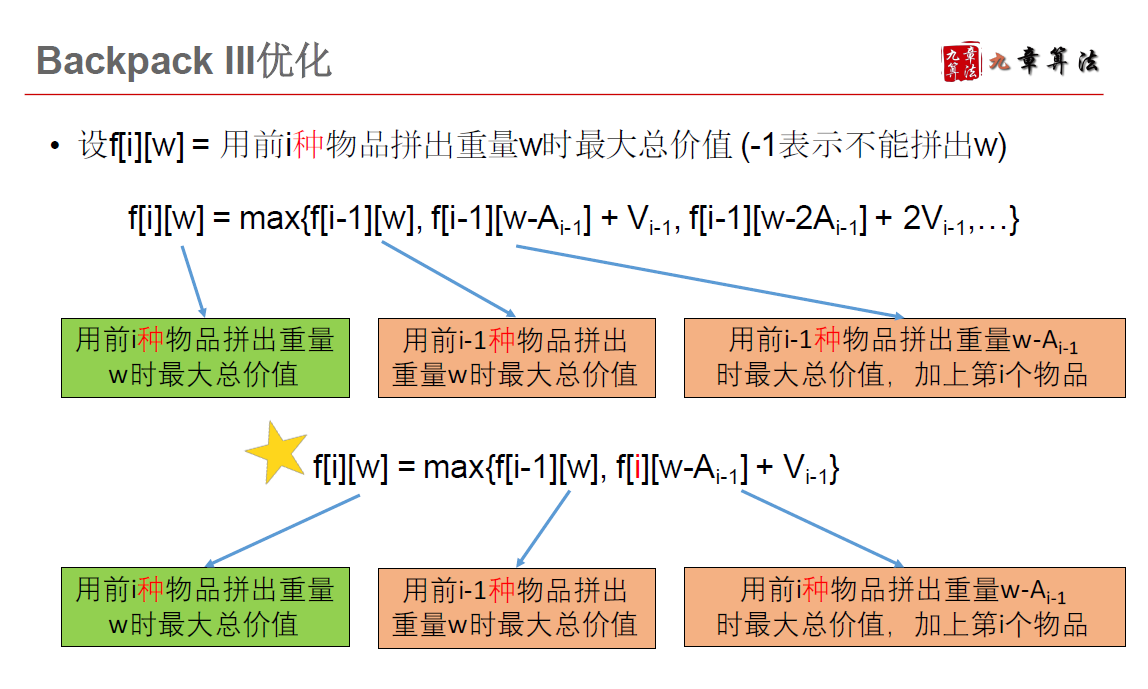 Backpack III优化
九章算法
九章算法
• 设f[i][w] = 用前i种物品拼出重量w时最大总价值 (-1表示不能拼出w)
f[i][w] = max{f[i-1][w], f[i-1][w-Ai-1] + Vi-1, f[i-1][w-2Ai-1] + 2Vi-1,…}
用前i种物品拼出重量
w时最大总价值
用前i-1种物品拼出
重量w时最大总价值
用前i-1种物品拼出重量w-Ai-1
时最大总价值，加上第i个物品
f[i][w] = max{f[i-1][w], f[i][w-Ai-1] + Vi-1}
用前i种物品拼出重量
w时最大总价值
用前i-1种物品拼出
重量w时最大总价值
用前i种物品拼出重量w-Ai-1
时最大总价值，加上第i个物品